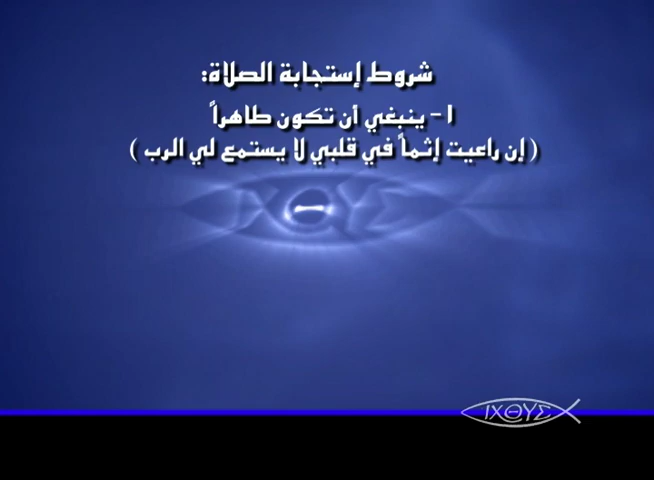 شروط إستجابة الصلاة:
١ - ينبغي أن تكون طاهراً
( إن راعيت إثماً في قلبي لا يستمع لي الرب )
ΙΧΘΥΣ
ΙΧΘΥΣ